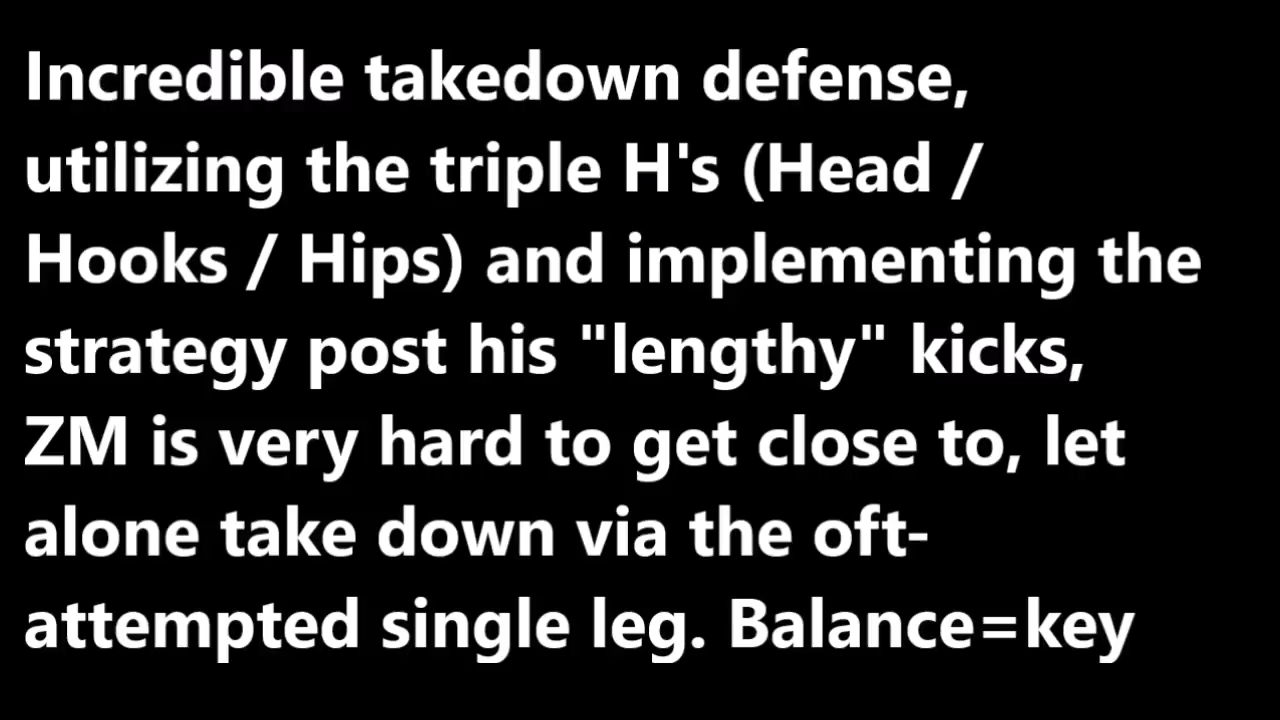 Incredible takedown defense,
utilizing the triple H's (Head /
Hooks / Hips) and implementing the
strategy post his "lengthy" kicks,
ZM is very hard to get close to, let
alone take down via the oft-
attempted single leg. Balance=key